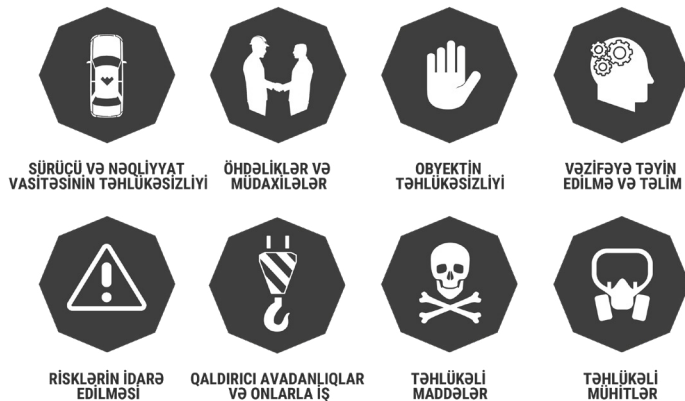 SÜRÜCÜ VƏ NƏQLİYYAT
VASİTƏSİNİN TƏHLÜKƏSİZLİYİ
ÖHDƏLİKLƏR VƏ
MÜDAXİLƏLƏR
OBYEKTİN
TƏHLÜKƏSİZLİYİ
VƏZİFƏYƏ TƏYİN
EDİLMƏ VƏ TƏLİM
RİSKLƏRİN İDARƏ
EDİLMƏSİ
QALDIRICI AVADANLIQLAR
VƏ ONLARLA İŞ
TƏHLÜKƏLİ
MADDƏLƏR
TƏHLÜKƏLİ
MÜHİTLƏR